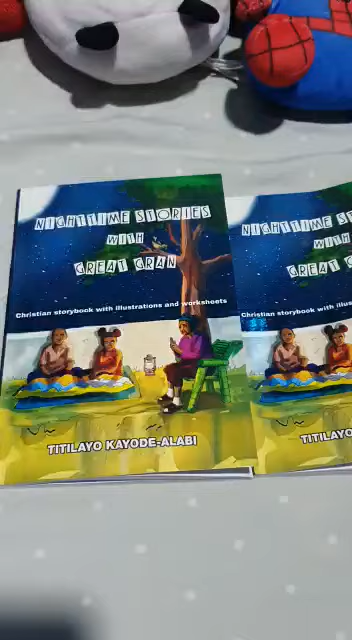 NIGHTTIME STORIES
WITH
GREAT GRAN
Christian storybook with illustrations and worksheets
TITILAYO KAYODE-ALABI
NIGHTTIME ST
WITH
GREAT G
Christian storybook with illus
TITILAYO